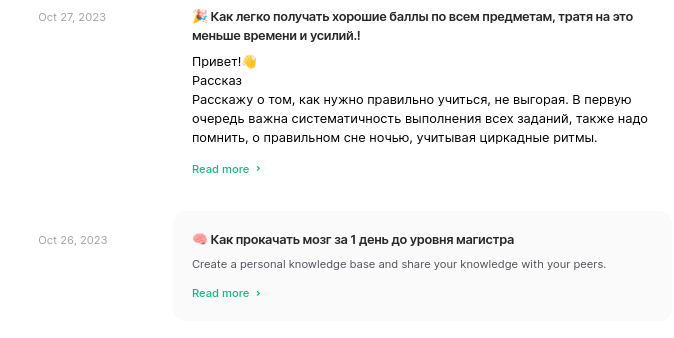 Oct 27, 2023
🎉 Как легко получать хорошие баллы по всем предметам, тратя на это
меньше времени и усилий.!
Привет!👋
Рассказ
Расскажу о том, как нужно правильно учиться, не выгорая. В первую
очередь важна систематичность выполнения всех заданий, также надо
помнить, о правильном сне ночью, учитывая циркадные ритмы.
Read more ›
Oct 26, 2023
🧠 Как прокачать мозг за 1 день до уровня магистра
Create a personal knowledge base and share your knowledge with your peers.
Read more ›